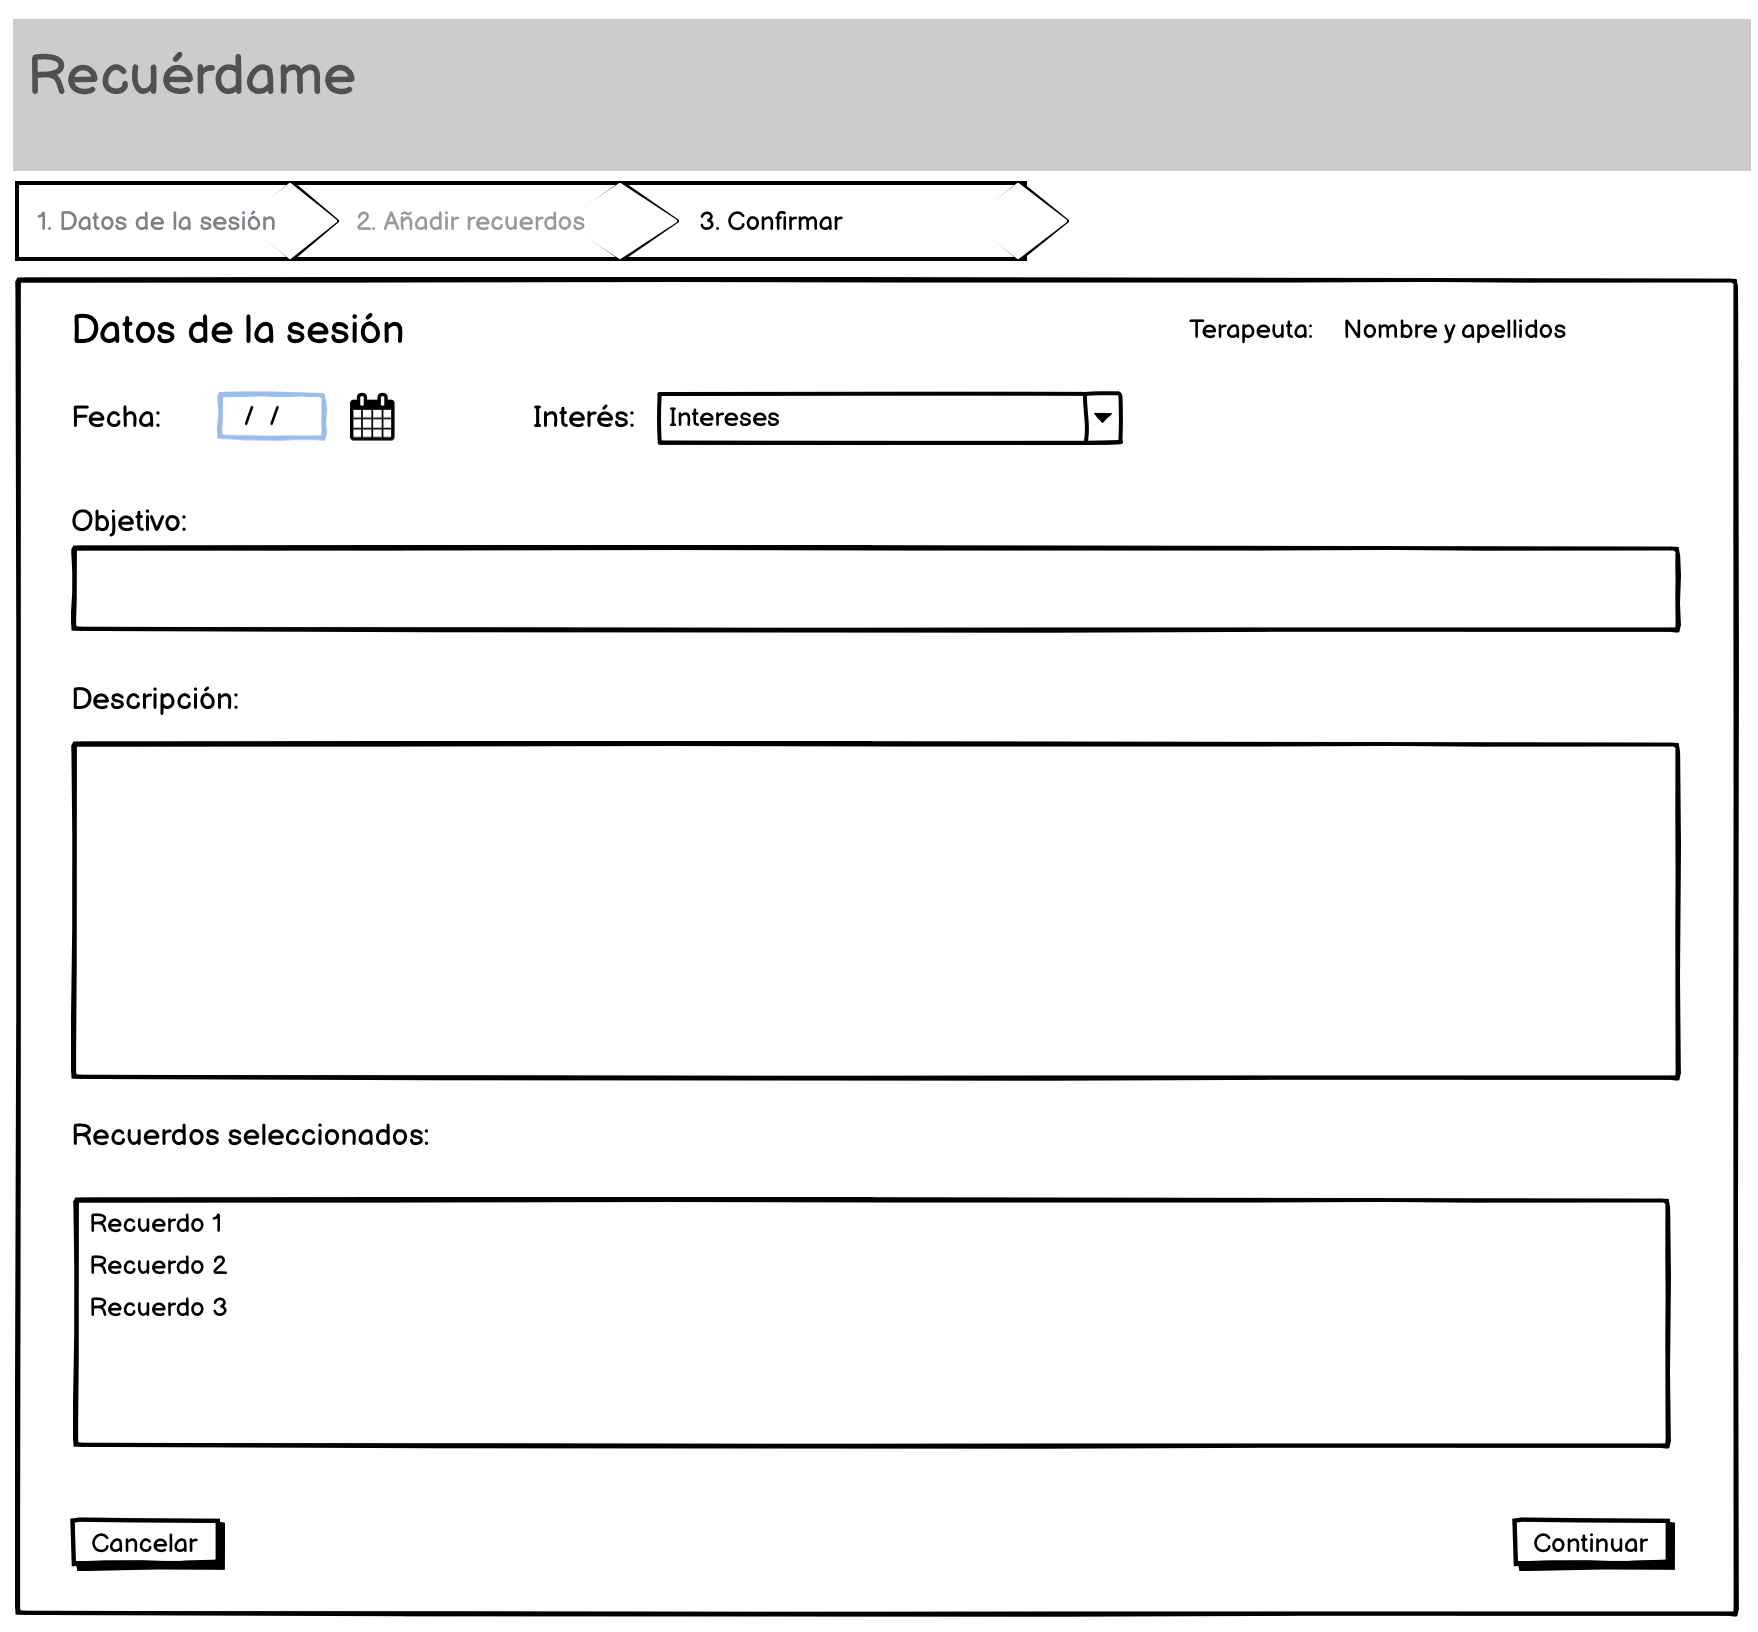 Recuérdame
1. Datos de la sesión 2. Añadir recuerdos 3. Confirmar
Datos de la sesión Terapeuta: Nombre y apellidos
Fecha: / / Interés: Intereses
Objetivo:
Descripción:
Recuerdos seleccionados:
Recuerdo 1
Recuerdo 2
Recuerdo 3
Cancelar Continuar